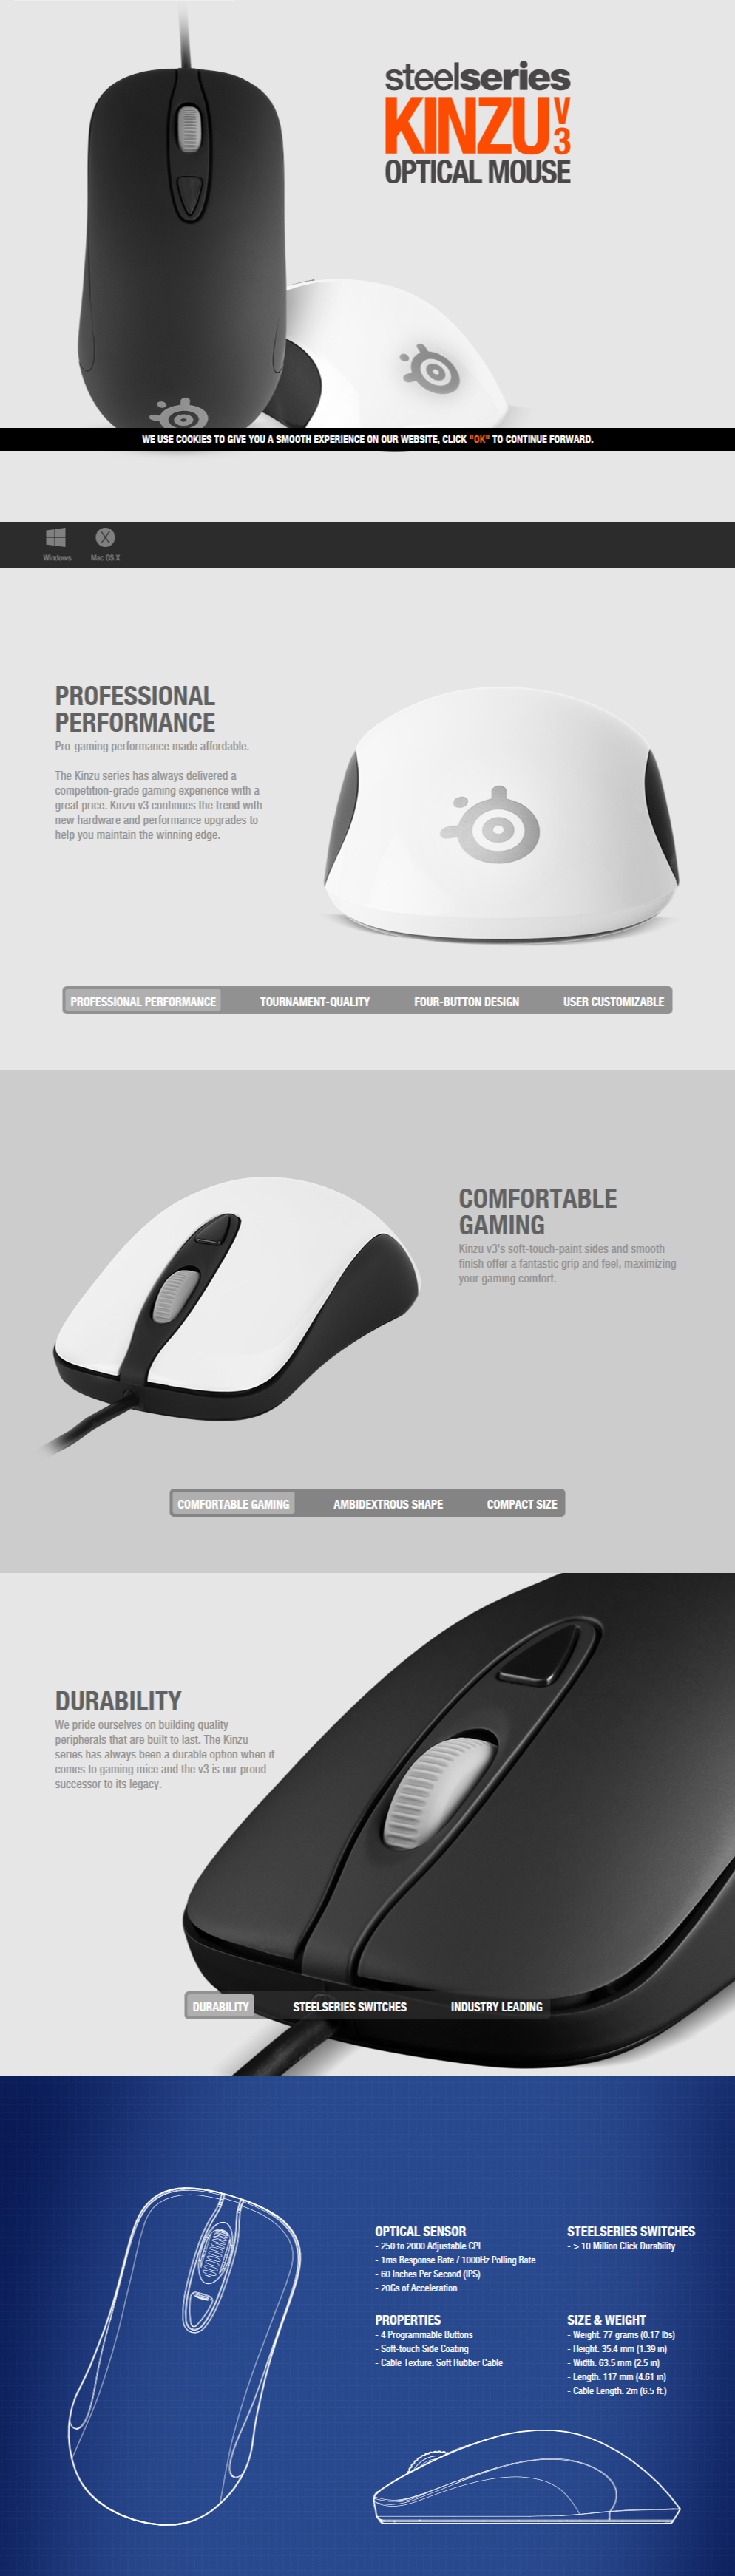 steelseries
KINZU V3
OPTICAL MOUSE
WE USE COOKIES TO GIVE YOU A SMOOTH EXPERIENCE ON OUR WEBSITE, CLICK "OK" TO CONTINUE FORWARD.
Windows
Mac OS X
PROFESSIONAL
PERFORMANCE
Pro-gaming performance made affordable.
The Kinzu series has always delivered a
competition-grade gaming experience with a
great price. Kinzu v3 continues the trend with
new hardware and performance upgrades to
help you maintain the winning edge.
PROFESSIONAL PERFORMANCE
TOURNAMENT-QUALITY
FOUR-BUTTON DESIGN
USER CUSTOMIZABLE
COMFORTABLE
GAMING
Kinzu v3's soft-touch-paint sides and smooth
finish offer a fantastic grip and feel, maximizing
your gaming comfort.
COMFORTABLE GAMING
AMBIDEXTROUS SHAPE
COMPACT SIZE
DURABILITY
We pride ourselves on building quality
peripherals that are built to last. The Kinzu
series has always been a durable option when it
comes to gaming mice and the v3 is our proud
successor to its legacy.
DURABILITY
STEELSERIES SWITCHES
INDUSTRY LEADING
OPTICAL SENSOR
- 250 to 2000 Adjustable CPI
- 1ms Response Rate / 1000Hz Polling Rate
- 60 Inches Per Second (IPS)
- 20Gs of Acceleration
STEELSERIES SWITCHES
- > 10 Million Click Durability
PROPERTIES
- 4 Programmable Buttons
- Soft-touch Side Coating
- Cable Texture: Soft Rubber Cable
SIZE & WEIGHT
- Weight: 77 grams (0.17 lbs)
- Height: 35.4 mm (1.39 in)
- Width: 63.5 mm (2.5 in)
- Length: 117 mm (4.61 in)
- Cable Length: 2m (6.5 ft.)